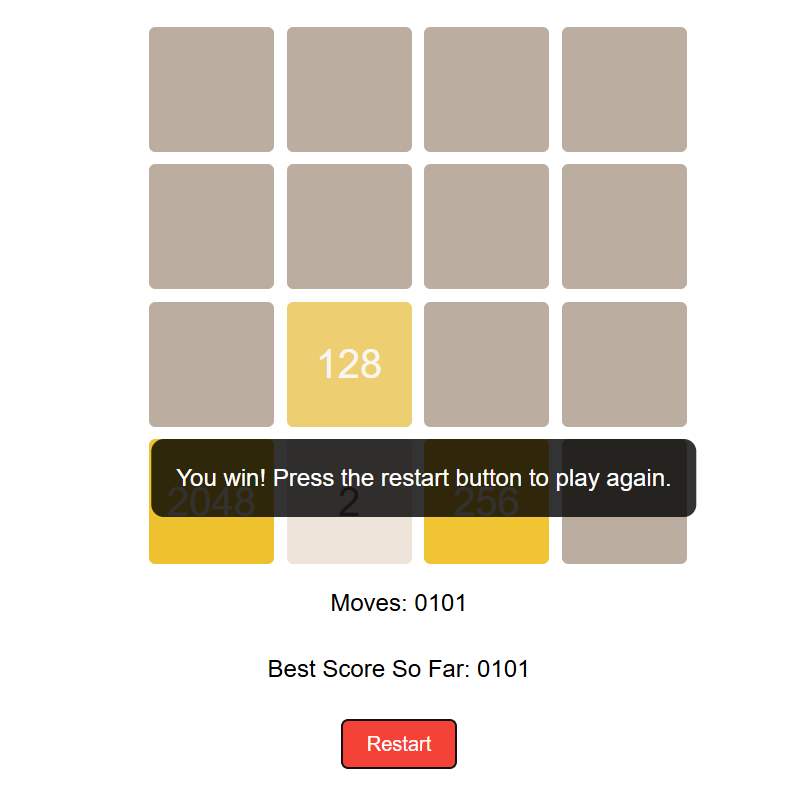 128
You win! Press the restart button to play again.
2048 2 256
Moves: 0101
Best Score So Far: 0101
Restart